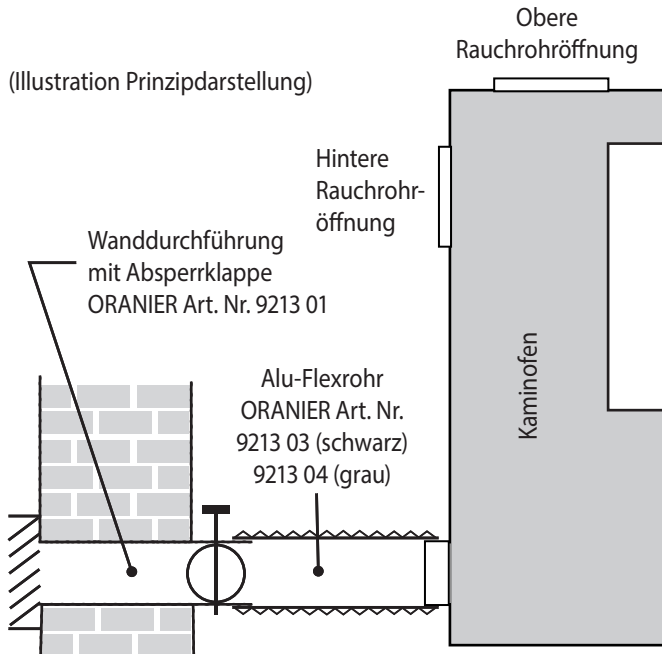 Obere
Rauchrohröffnung
(Illustration Prinzipdarstellung)
Hintere
Rauchrohr-
öffnung
Wanddurchführung
mit Absperrklappe
ORANIER Art. Nr. 9213 01
Kaminofen
Alu-Flexrohr
ORANIER Art. Nr.
9213 03 (schwarz)
9213 04 (grau)